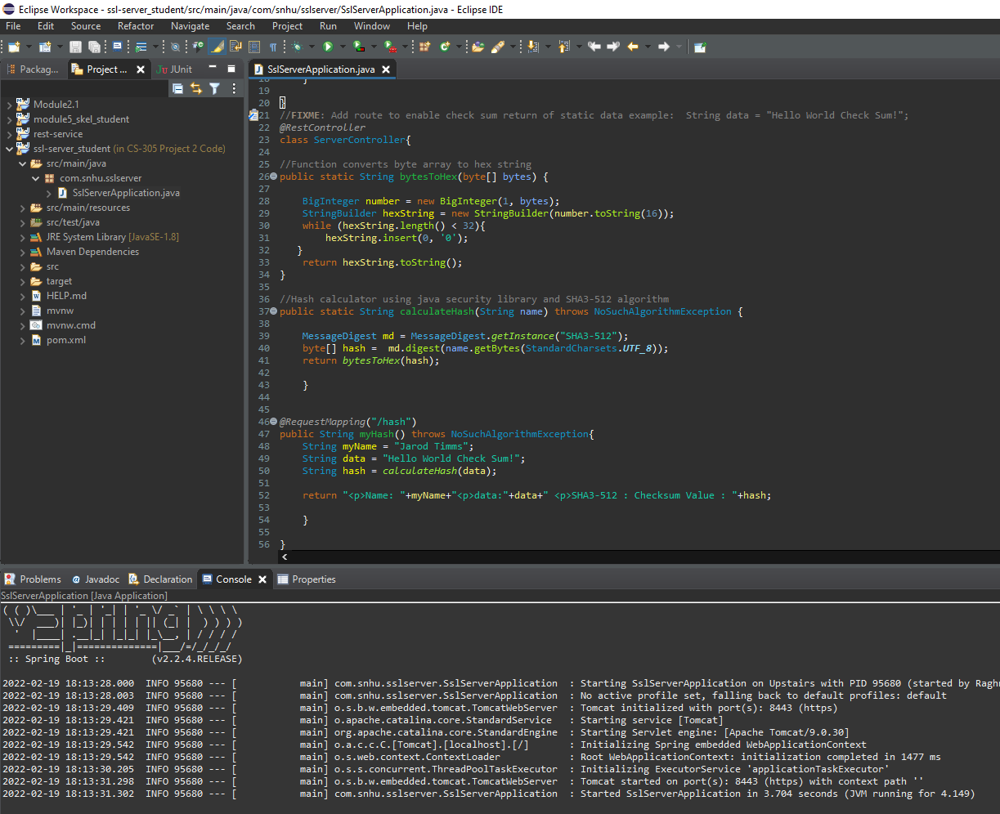 Eclipse Workspace - ssl-server_student/src/main/java/com/snhu/sslserver/SslServerApplication.java - Eclipse IDE
File Edit Source Refactor Navigate Search Project Run Window Help
Packag... Project ... JUnit
SslServerApplication.java
Module2.1
module5_skel_student
rest-service
ssl-server_student (in CS-305 Project 2 Code)
src/main/java
com.snhu.sslserver
SslServerApplication.java
src/main/resources
src/test/java
JRE System Library [JavaSE-1.8]
Maven Dependencies
src
target
HELP.md
mvnw
mvnw.cmd
pom.xml
18 }
19
20 }
21 //FIXME: Add route to enable check sum return of static data example:  String data = "Hello World Check Sum!";
22 @RestController
23 class ServerController{
24
25 //Function converts byte array to hex string
26 public static String bytesToHex(byte[] bytes) {
27
28 BigInteger number = new BigInteger(1, bytes);
29 StringBuilder hexString = new StringBuilder(number.toString(16));
30 while (hexString.length() < 32){
31 hexString.insert(0, '0');
32 }
33 return hexString.toString();
34 }
35
36 //Hash calculator using java security library and SHA3-512 algorithm
37 public static String calculateHash(String name) throws NoSuchAlgorithmException {
38
39 MessageDigest md = MessageDigest.getInstance("SHA3-512");
40 byte[] hash =  md.digest(name.getBytes(StandardCharsets.UTF_8));
41 return bytesToHex(hash);
42
43 }
44
45
46 @RequestMapping("/hash")
47 public String myHash() throws NoSuchAlgorithmException{
48 String myName = "Jarod Timms";
49 String data = "Hello World Check Sum!";
50 String hash = calculateHash(data);
51
52 return "<p>Name: "+myName+"<p>data:"+data+" <p>SHA3-512 : Checksum Value : "+hash;
53
54 }
55
56 }
Problems Javadoc Declaration Console Properties
SslServerApplication [Java Application]
( ( )\___ | '_ | '_| | '_ \/ _` | \ \ \ \
\\/  ___)| |_)| | | | | || (_| |  ) ) ) )
'  |____| .__|_| |_|_| |_\__, | / / / /
=========|_|==============|___/=/_/_/_/
:: Spring Boot ::        (v2.2.4.RELEASE)
2022-02-19 18:13:28.000  INFO 95680 --- [           main] com.snhu.sslserver.SslServerApplication  : Starting SslServerApplication on Upstairs with PID 95680 (started by Ragh
2022-02-19 18:13:28.003  INFO 95680 --- [           main] com.snhu.sslserver.SslServerApplication  : No active profile set, falling back to default profiles: default
2022-02-19 18:13:29.409  INFO 95680 --- [           main] o.s.b.w.embedded.tomcat.TomcatWebServer  : Tomcat initialized with port(s): 8443 (https)
2022-02-19 18:13:29.421  INFO 95680 --- [           main] o.apache.catalina.core.StandardService   : Starting service [Tomcat]
2022-02-19 18:13:29.421  INFO 95680 --- [           main] org.apache.catalina.core.StandardEngine  : Starting Servlet engine: [Apache Tomcat/9.0.30]
2022-02-19 18:13:29.542  INFO 95680 --- [           main] o.a.c.c.C.[Tomcat].[localhost].[/]       : Initializing Spring embedded WebApplicationContext
2022-02-19 18:13:29.542  INFO 95680 --- [           main] o.s.web.context.ContextLoader            : Root WebApplicationContext: initialization completed in 1477 ms
2022-02-19 18:13:30.205  INFO 95680 --- [           main] o.s.s.concurrent.ThreadPoolTaskExecutor  : Initializing ExecutorService 'applicationTaskExecutor'
2022-02-19 18:13:31.298  INFO 95680 --- [           main] o.s.b.w.embedded.tomcat.TomcatWebServer  : Tomcat started on port(s): 8443 (https) with context path ''
2022-02-19 18:13:31.302  INFO 95680 --- [           main] com.snhu.sslserver.SslServerApplication  : Started SslServerApplication in 3.704 seconds (JVM running for 4.149)